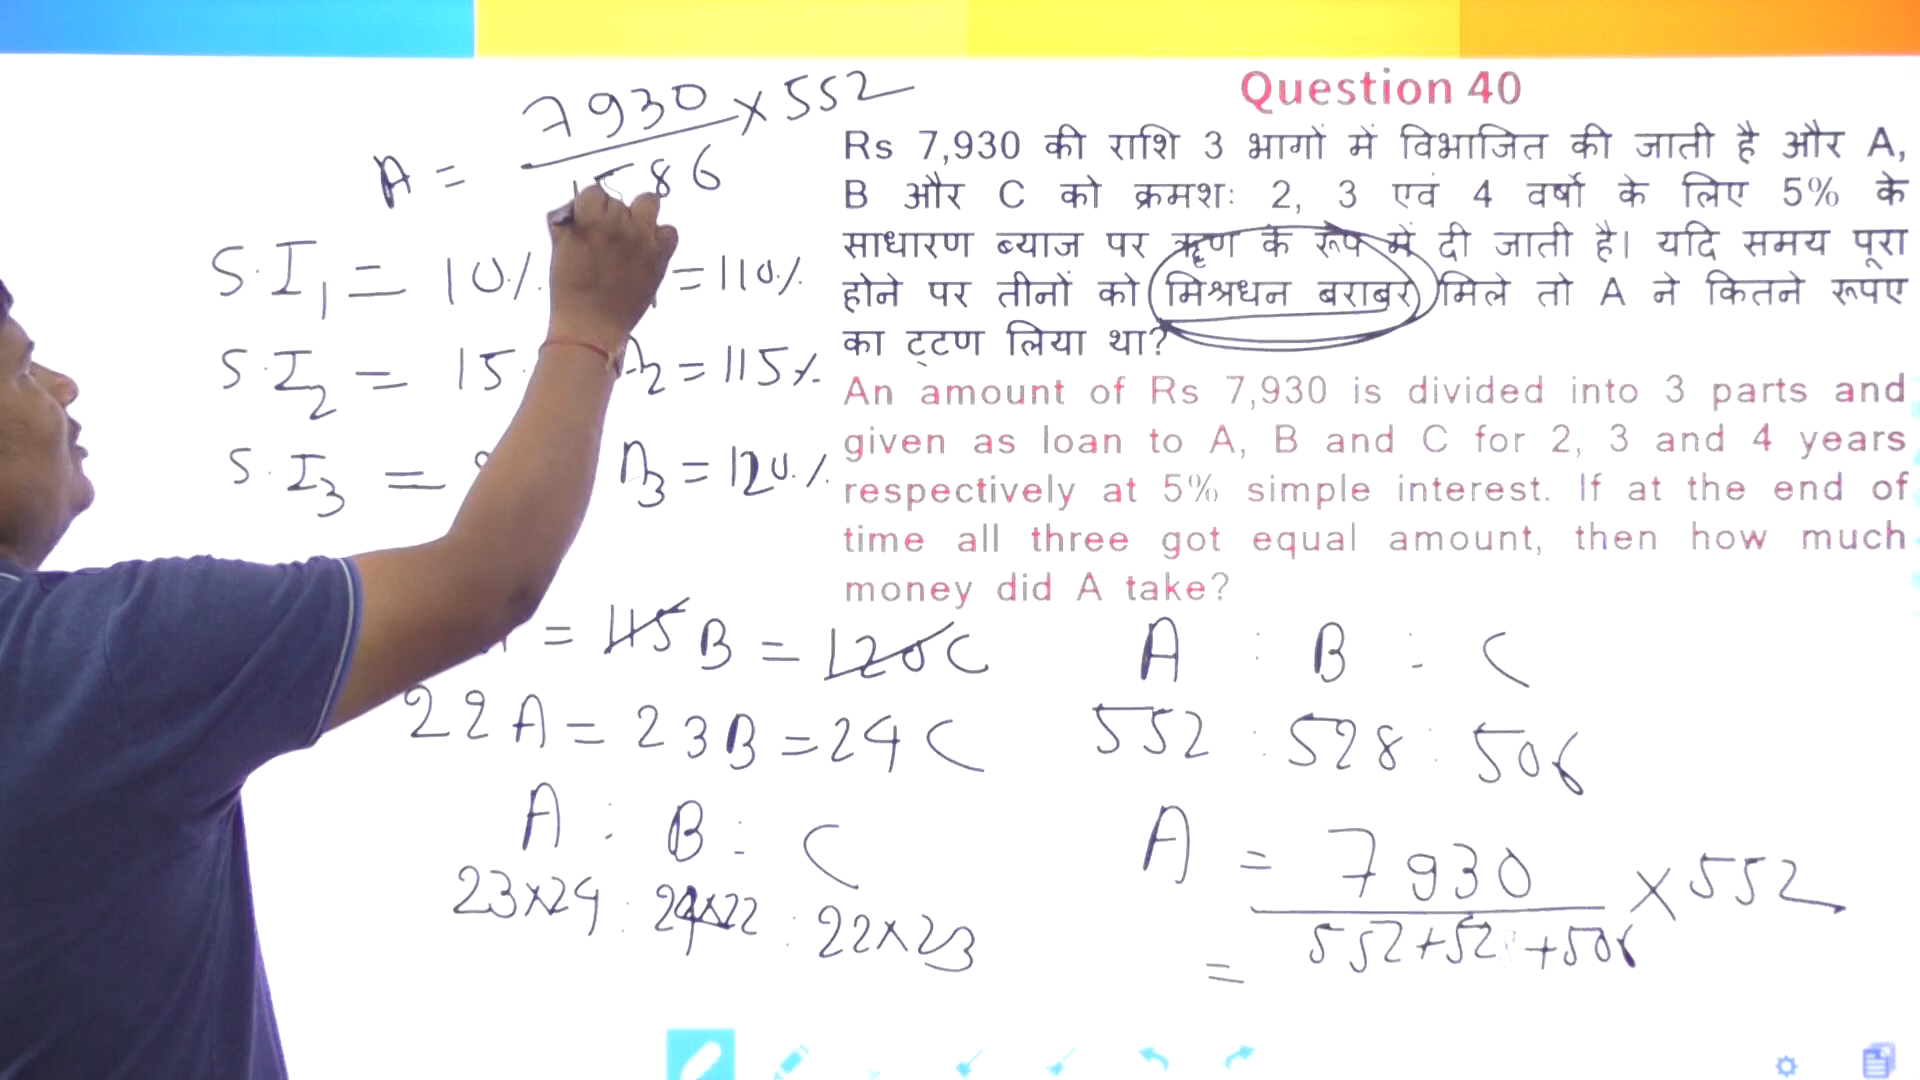 Question 40
Rs 7,930 की राशि 3 भागों में विभाजित की जाती है और A,
B और C को क्रमशः 2, 3 एवं 4 वर्षो के लिए 5% के
साधारण ब्याज पर ऋृण के रूप में दी जाती है। यदि समय पूरा
होने पर तीनों को मिश्रधन बराबर मिले तो A ने कितने रूपए
का ट्टण लिया था?
An amount of Rs 7,930 is divided into 3 parts and
given as loan to A, B and C for 2, 3 and 4 years
respectively at 5% simple interest. If at the end of
time all three got equal amount, then how much
money did A take?
A = 7930/1586 × 552
S.I₁ = 10% = 110%
S.I₂ = 15 A₂ = 115%
S.I₃ = A₃ = 120%
= 115 B = 120 C
22A = 23B = 24C
A : B : C
23×24 : 24×22 : 22×23
A : B : C
552 : 528 : 506
A = 7930/552+52 +506 × 552
=